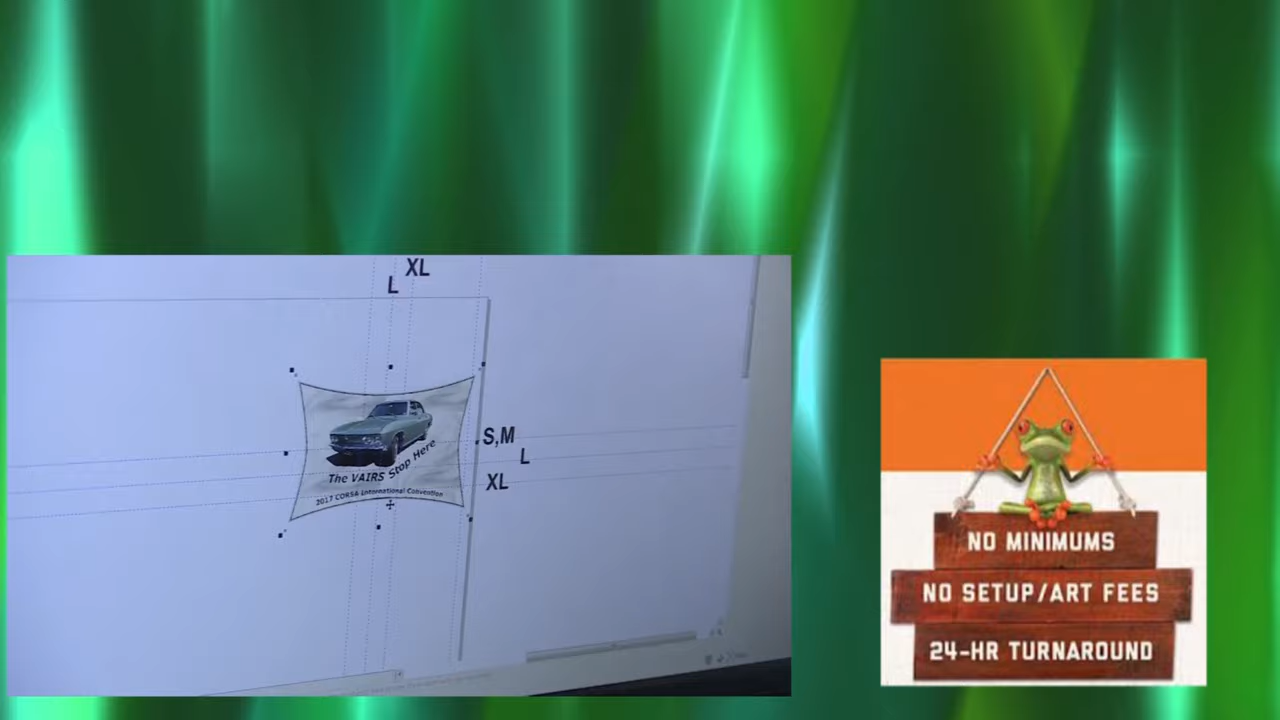 XL
L
S,M
L
XL
The VAIRS Stop Here
2017 CORSA International Convention
NO MINIMUMS
NO SETUP/ART FEES
24-HR TURNAROUND